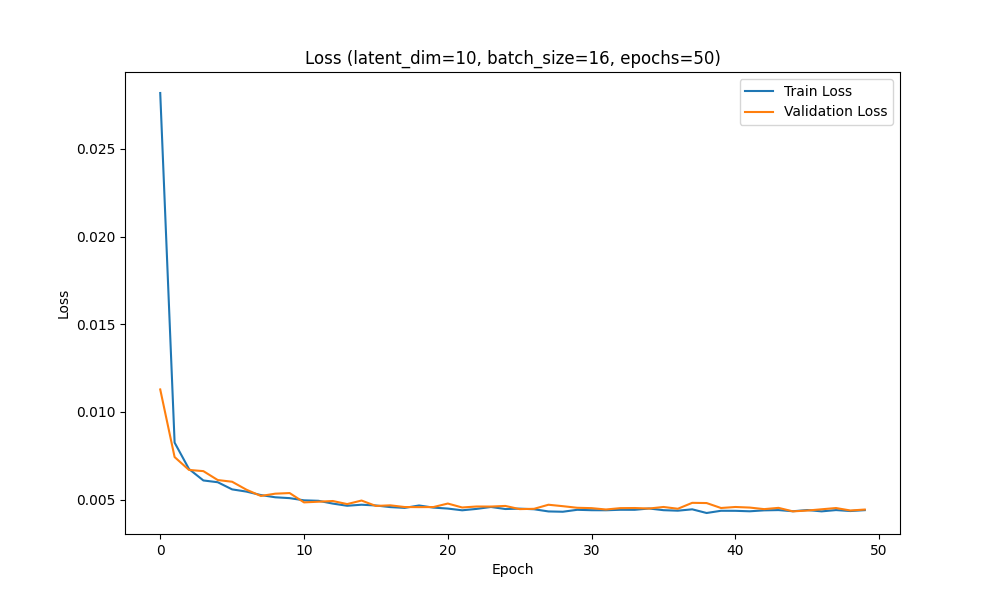 Loss (latent_dim=10, batch_size=16, epochs=50)
Train Loss
Validation Loss
0.025
0.020
0.015
0.010
0.005
Loss
0 10 20 30 40 50
Epoch